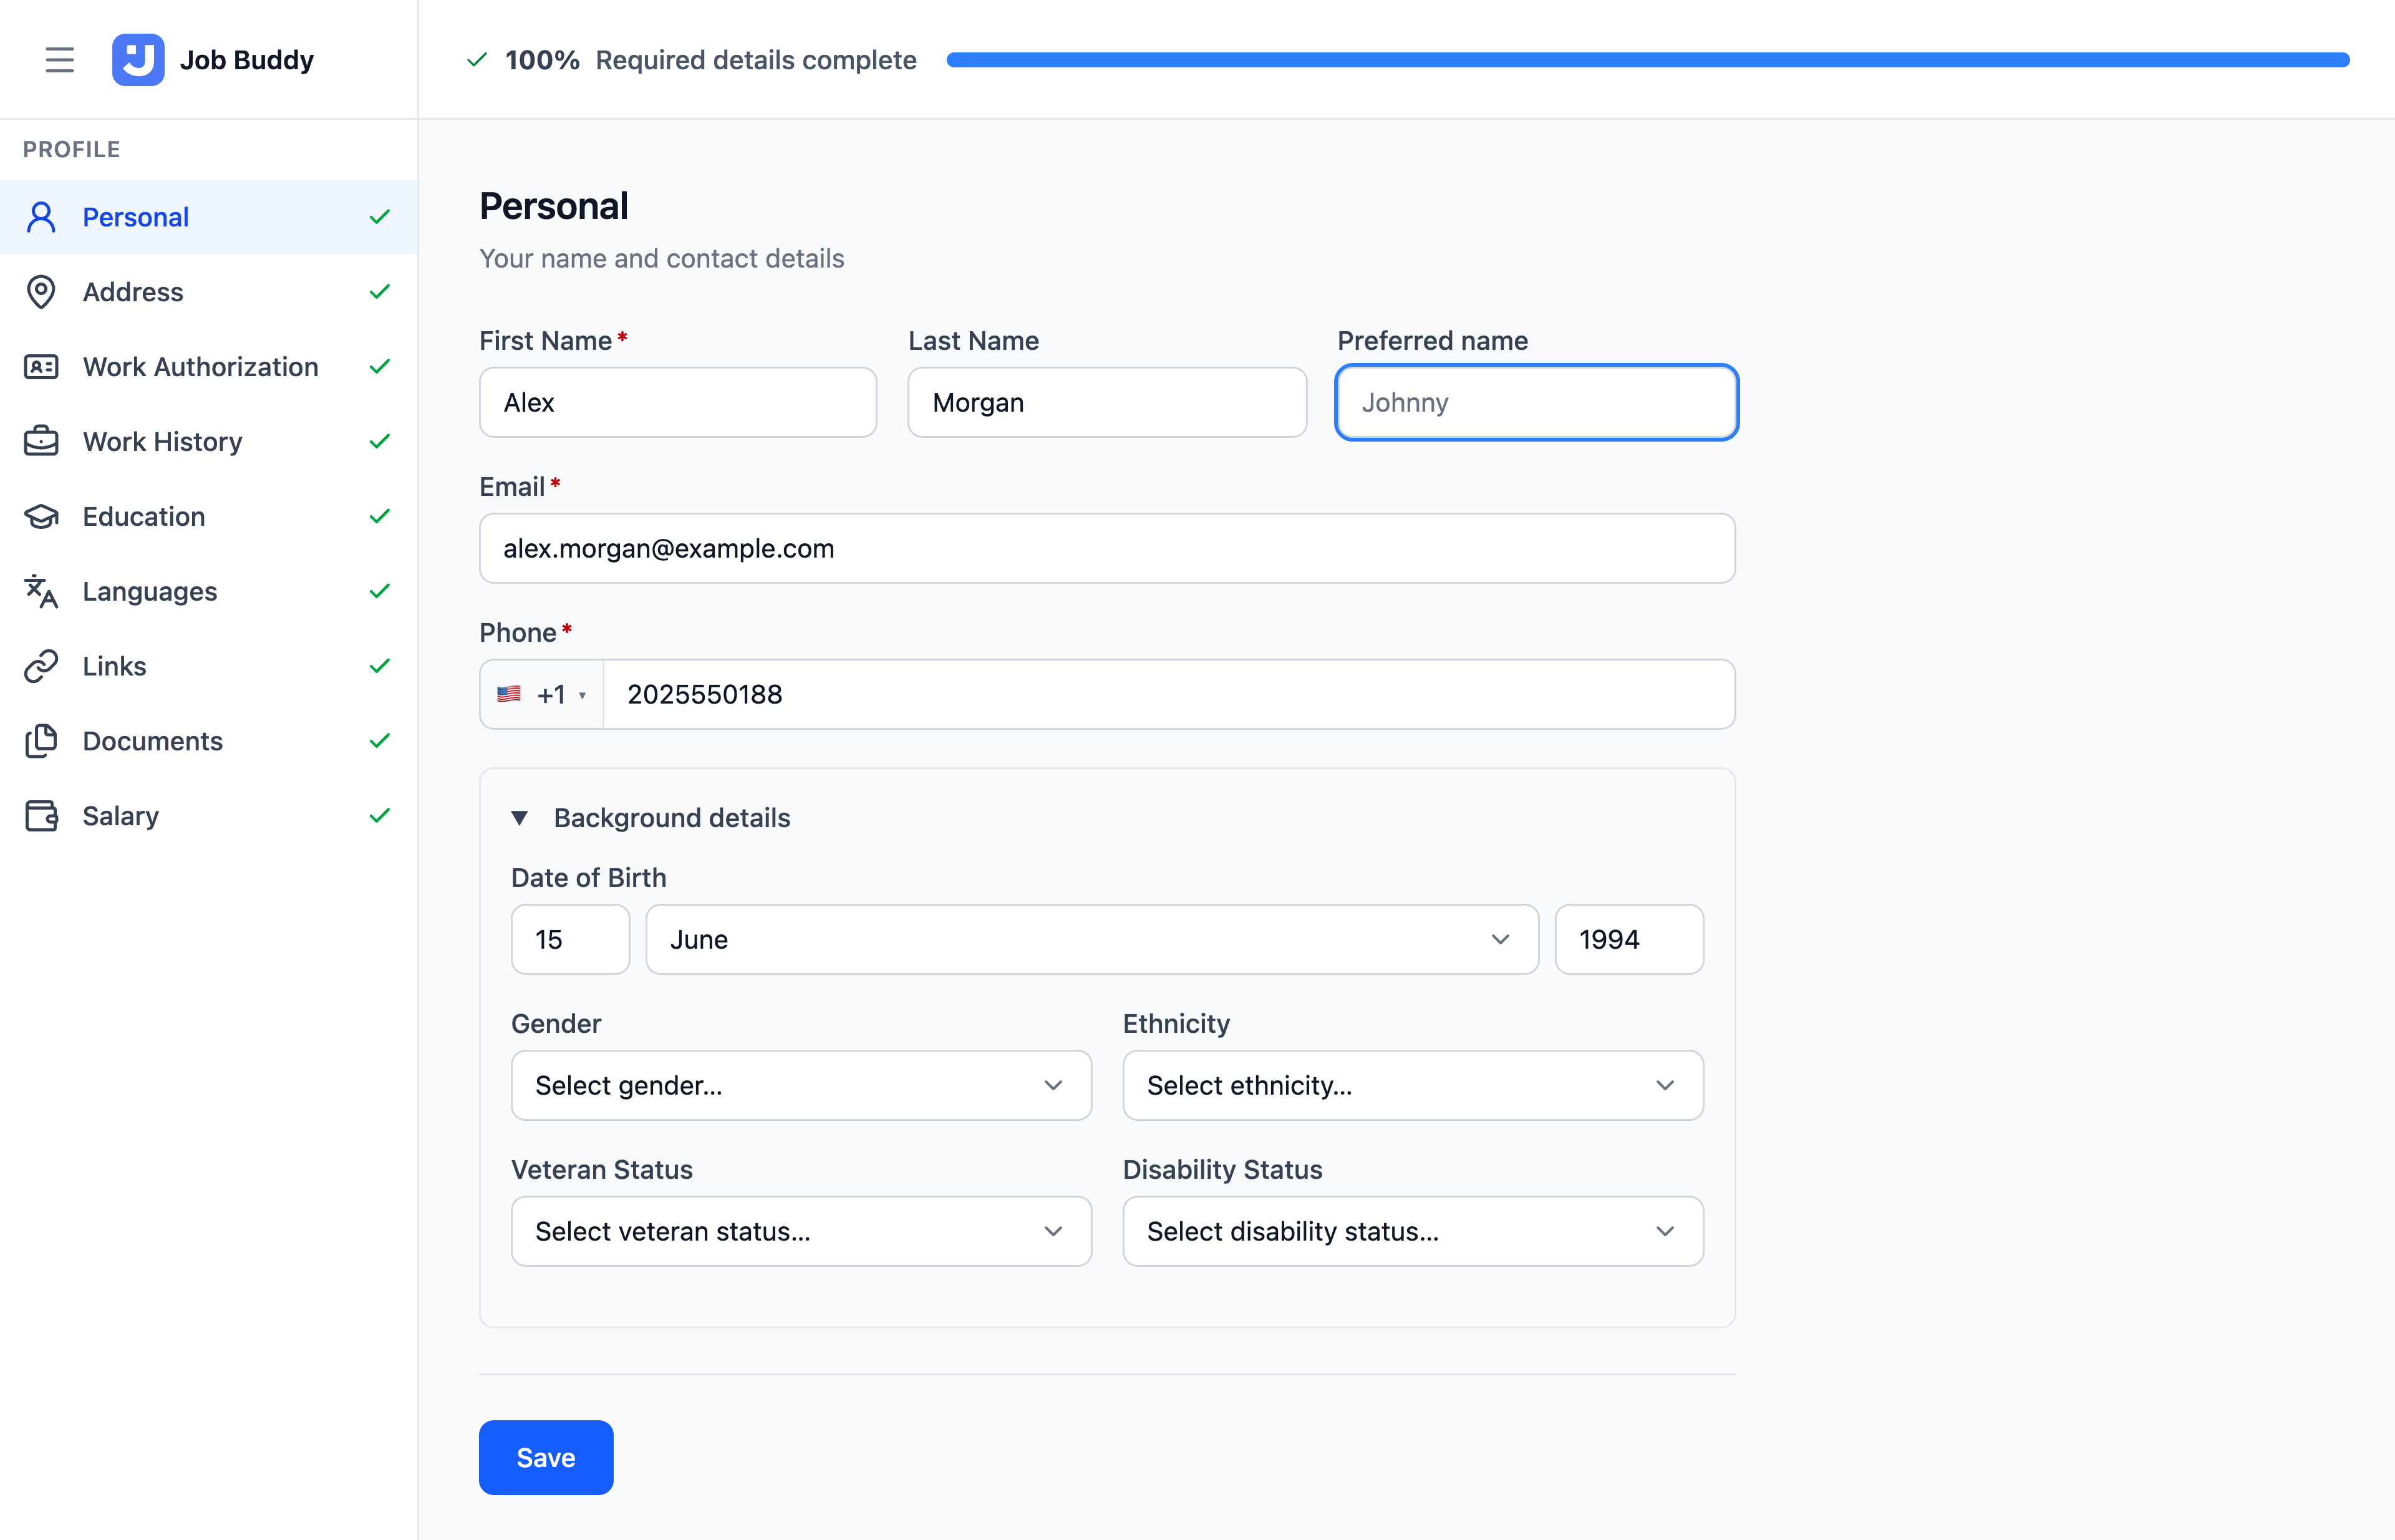 Job Buddy
100% Required details complete
PROFILE
Personal
Address
Work Authorization
Work History
Education
Languages
Links
Documents
Salary
Personal
Your name and contact details
First Name* Last Name Preferred name
Alex Morgan Johnny
Email*
alex.morgan@example.com
Phone*
+1 2025550188
Background details
Date of Birth
15 June 1994
Gender Ethnicity
Select gender... Select ethnicity...
Veteran Status Disability Status
Select veteran status... Select disability status...
Save